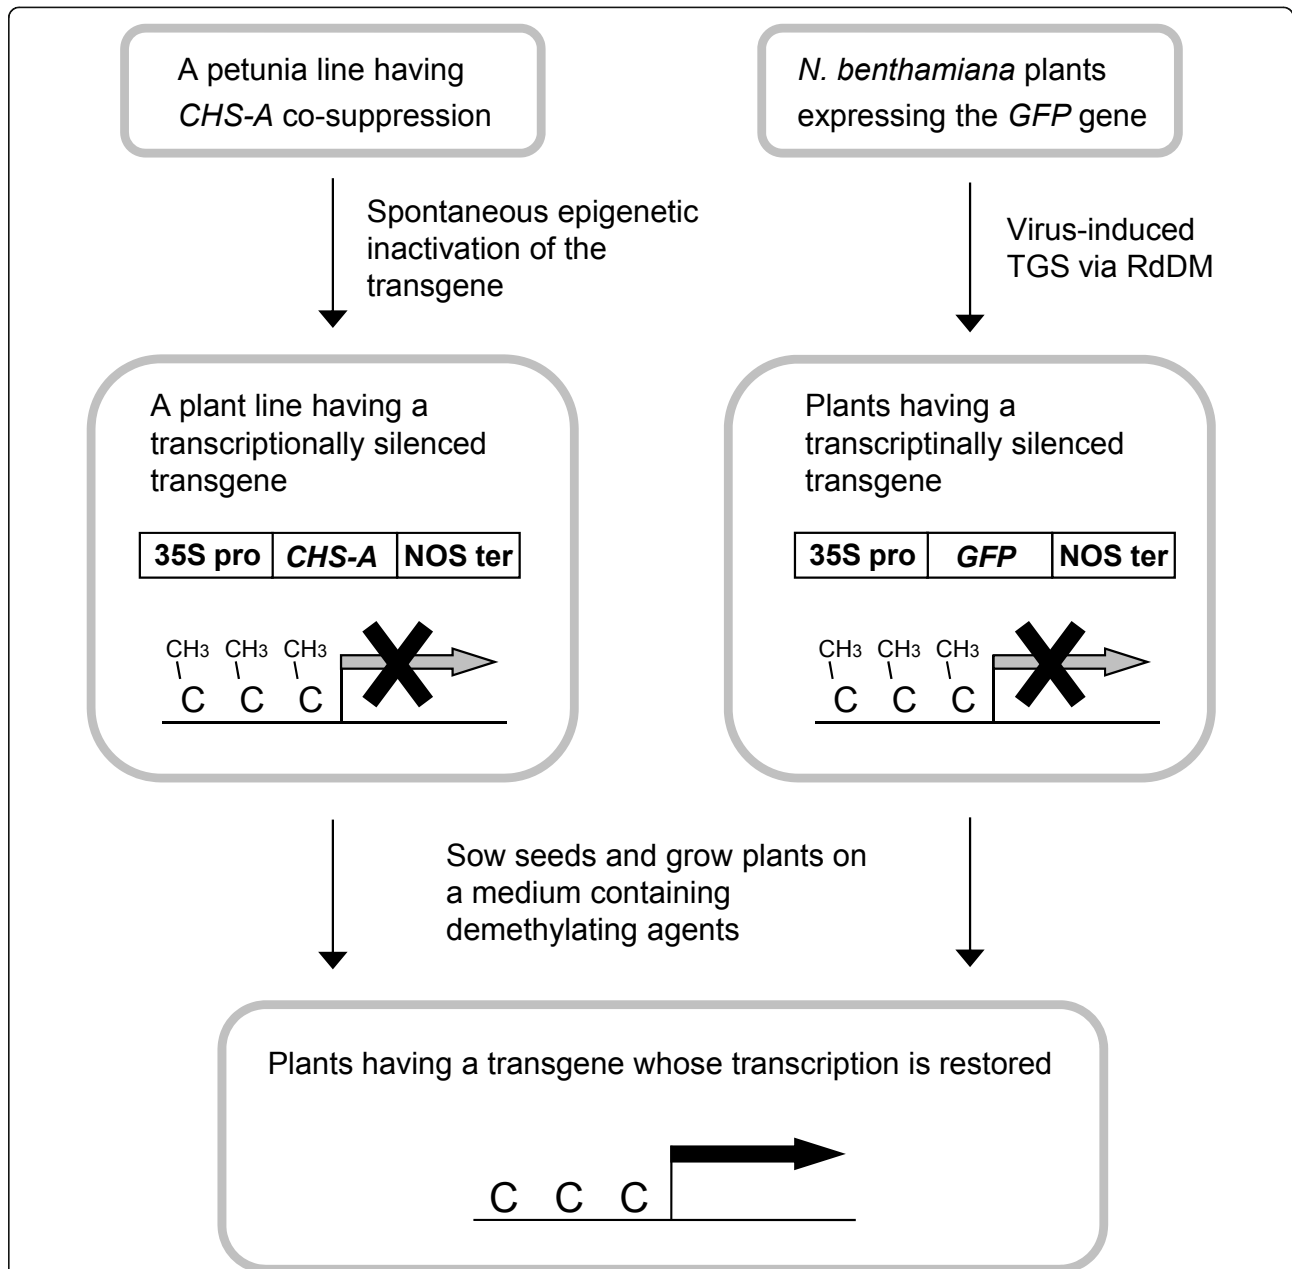 A petunia line having
CHS-A co-suppression
N. benthamiana plants
expressing the GFP gene
Spontaneous epigenetic
inactivation of the
transgene
Virus-induced
TGS via RdDM
A plant line having a
transcriptionally silenced
transgene
35S pro CHS-A NOS ter
CH3 CH3 CH3
C C C
Plants having a
transcriptinally silenced
transgene
35S pro GFP NOS ter
CH3 CH3 CH3
C C C
Sow seeds and grow plants on
a medium containing
demethylating agents
Plants having a transgene whose transcription is restored
C C C